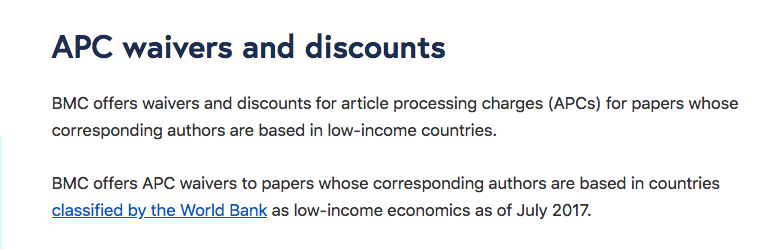 APC waivers and discounts
BMC offers waivers and discounts for article processing charges (APCs) for papers whose
corresponding authors are based in low-income countries.
BMC offers APC waivers to papers whose corresponding authors are based in countries
classified by the World Bank as low-income economics as of July 2017.